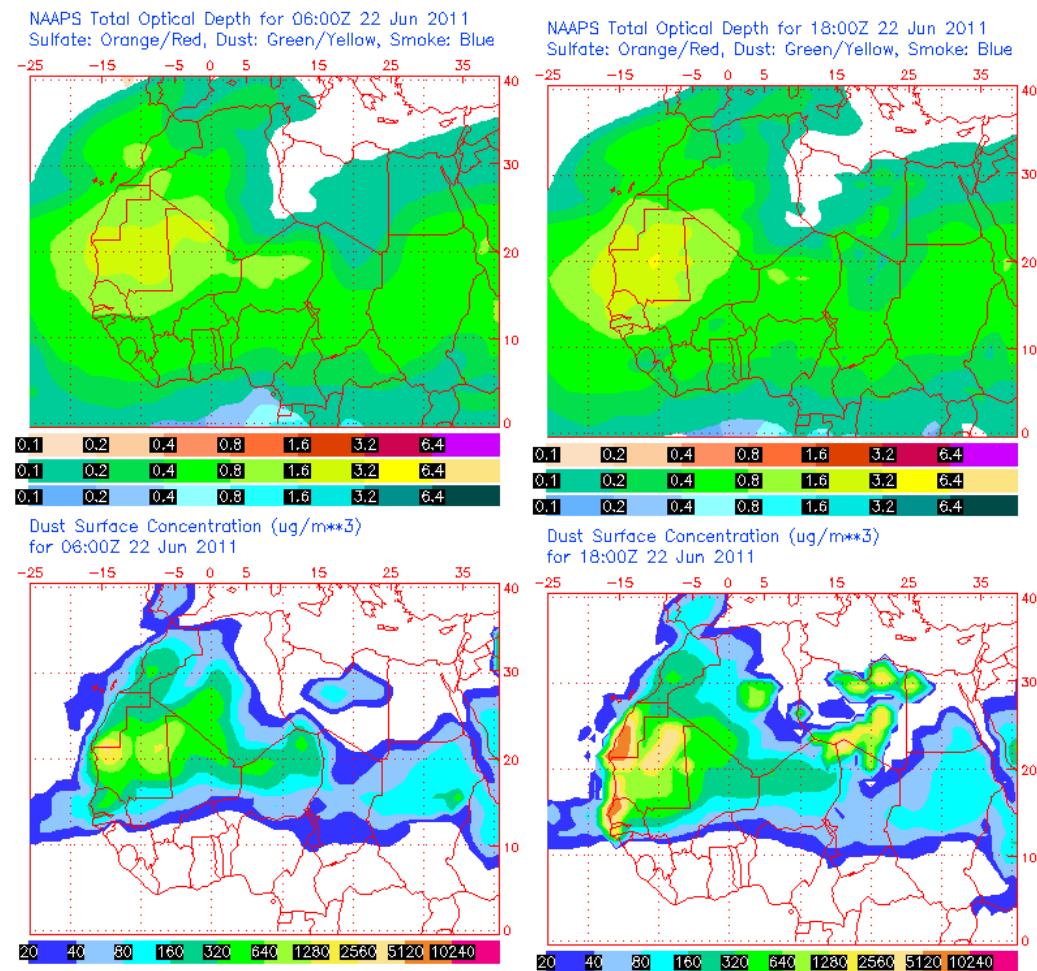 NAAPS Total Optical Depth for 06:00Z 22 Jun 2011
Sulfate: Orange/Red, Dust: Green/Yellow, Smoke: Blue
-25 -15 -5 0 5 15 25 35
40
30
20
10
0
0.1 0.2 0.4 0.8 1.6 3.2 6.4
0.1 0.2 0.4 0.8 1.6 3.2 6.4
0.1 0.2 0.4 0.8 1.6 3.2 6.4
NAAPS Total Optical Depth for 18:00Z 22 Jun 2011
Sulfate: Orange/Red, Dust: Green/Yellow, Smoke: Blue
-25 -15 -5 0 5 15 25 35
40
30
20
10
0
0.1 0.2 0.4 0.8 1.6 3.2 6.4
0.1 0.2 0.4 0.8 1.6 3.2 6.4
0.1 0.2 0.4 0.8 1.6 3.2 6.4
Dust Surface Concentration (ug/m**3)
for 06:00Z 22 Jun 2011
-25 -15 -5 0 5 15 25 35
40
30
20
10
0
20 40 80 160 320 640 1280 2560 5120 10240
Dust Surface Concentration (ug/m**3)
for 18:00Z 22 Jun 2011
-25 -15 -5 0 5 15 25 35
40
30
20
10
0
20 40 80 160 320 640 1280 2560 5120 10240